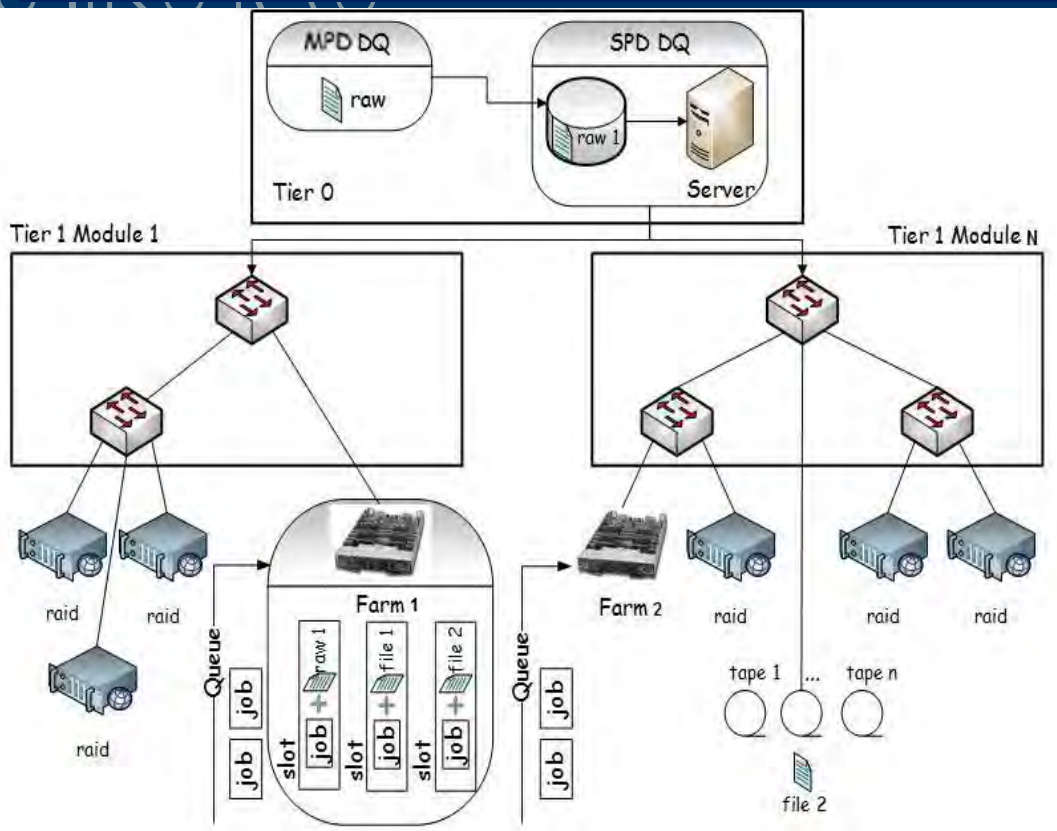 MPD DQ
SPD DQ
raw
raw 1
Tier 0
Server
Tier 1 Module 1
Tier 1 Module N
raid
raid
raid
Queue
job
job
Farm 1
raw 1
file 1
file 2
job
job
job
slot
slot
slot
Queue
job
job
Farm 2
raid
raid
raid
tape 1
...
tape n
file 2